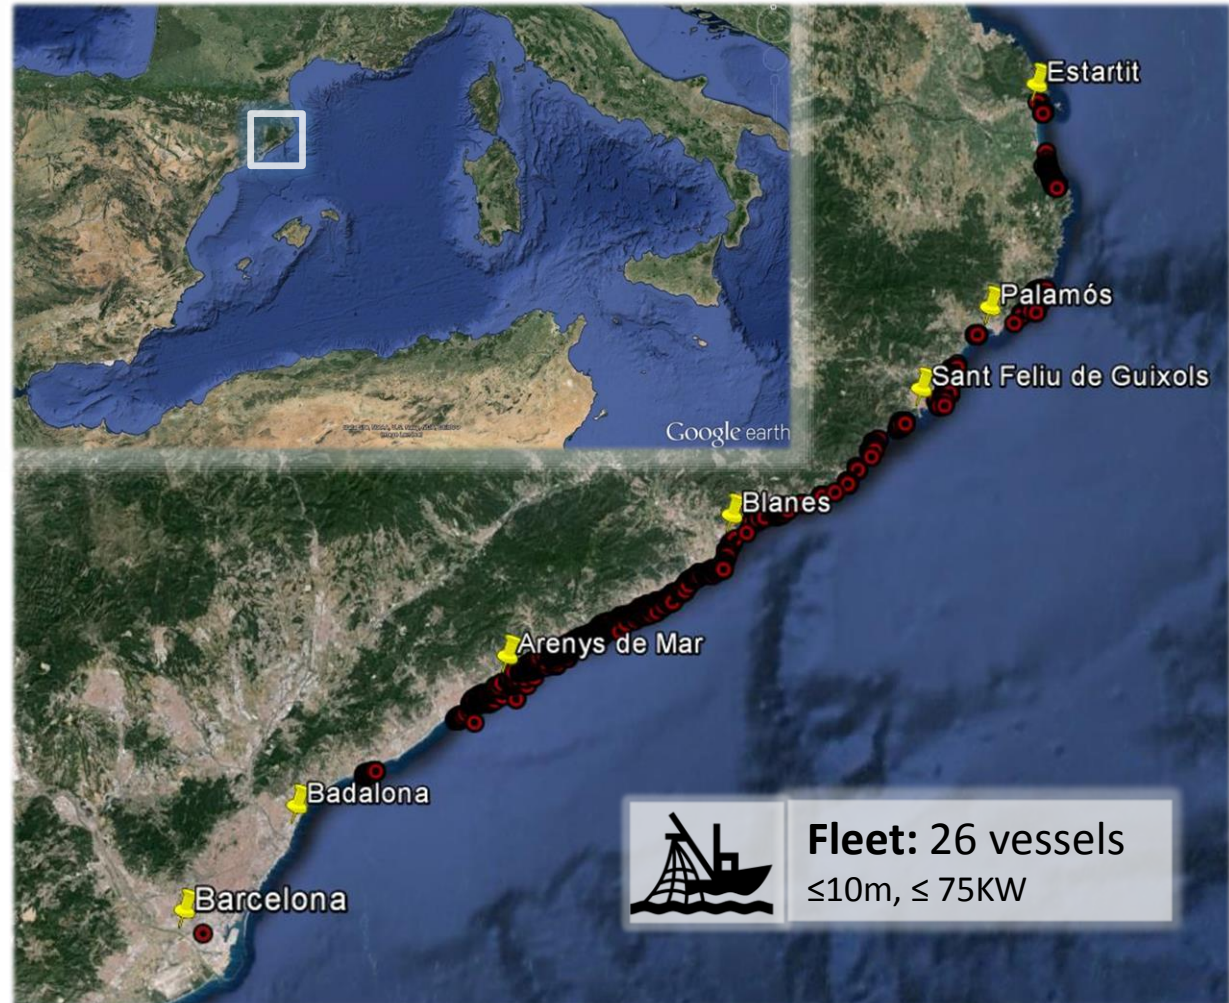 Estartit
Palamós
Sant Feliu de Guixols
Google earth
Blanes
Arenys de Mar
Badalona
Fleet: 26 vessels
≤10m, ≤ 75KW
Barcelona